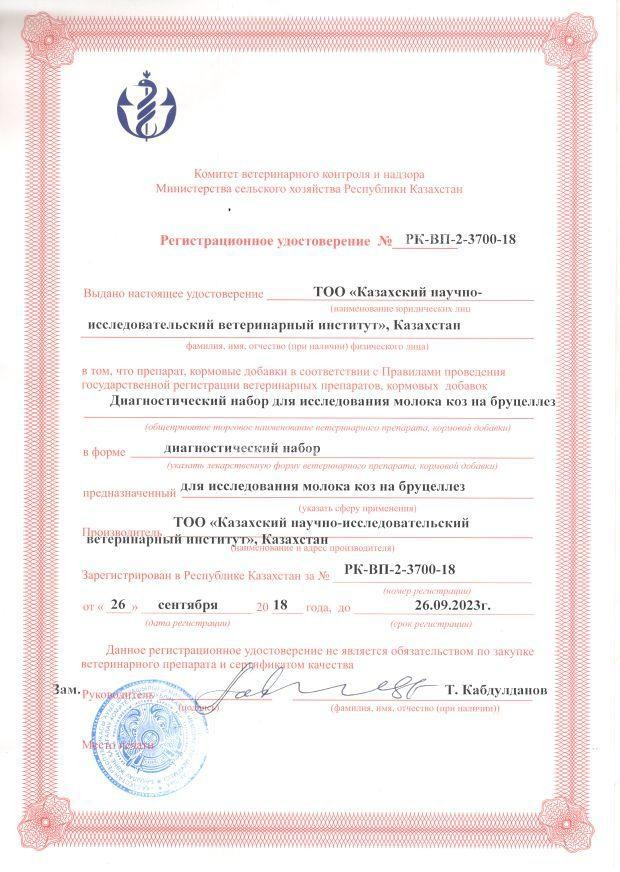 Комитет ветеринарного контроля и надзора
Министерства сельского хозяйства Республики Казахстан
Регистрационное удостоверение № РК-ВП-2-3700-18
Выдано настоящее удостоверение ТОО «Казахский научно-
(наименование юридических лиц
исследовательский ветеринарный институт», Казахстан
фамилия, имя, отчество (при наличии) физического лица)
в том, что препарат, кормовые добавки в соответствии с Правилами проведения
государственной регистрации ветеринарных препаратов, кормовых добавок
Диагностический набор для исследования молока коз на бруцеллез
(общепринятое торговое наименование ветеринарного препарата, кормовой добавки)
в форме диагностический набор
(указать лекарственную форму ветеринарного препарата, кормовой добавки)
предназначенный для исследования молока коз на бруцеллез
(указать сферу применения)
Производитель ТОО «Казахский научно-исследовательский
ветеринарный институт», Казахстан
(наименование и адрес производителя)
Зарегистрирован в Республике Казахстан за № РК-ВП-2-3700-18
(номер регистрации)
от « 26 » сентября 20 18 года, до 26.09.2023г.
(дата регистрации) (срок регистрации)
Данное регистрационное удостоверение не является обязательством по закупке
ветеринарного препарата и сертификатом качества
Зам. Руководитель Т. Кабдулданов
(подпись) (фамилия, имя, отчество (при наличии))
Место печати